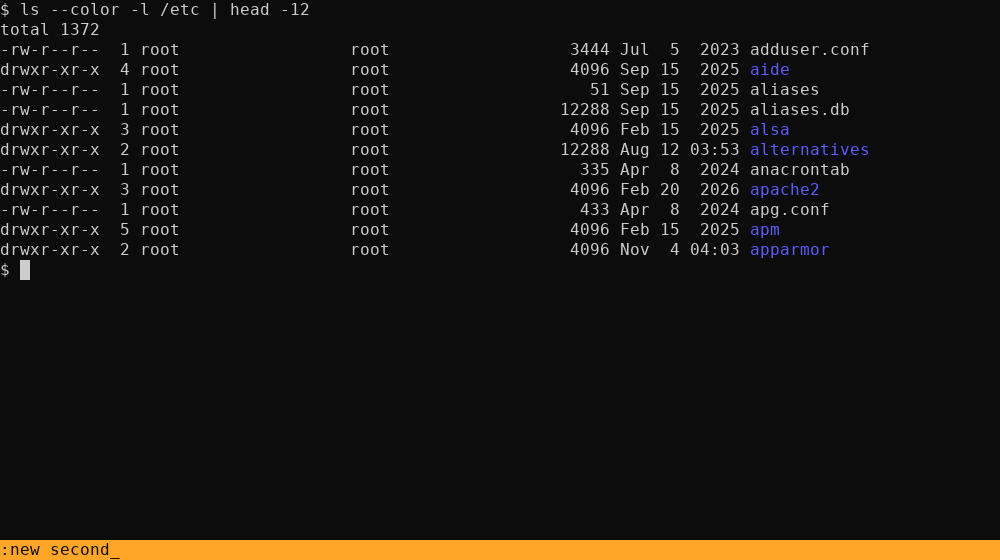 $ ls --color -l /etc | head -12
total 1372
-rw-r--r--  1 root                 root                  3444 Jul  5  2023 adduser.conf
drwxr-xr-x  4 root                 root                  4096 Sep 15  2025 aide
-rw-r--r--  1 root                 root                    51 Sep 15  2025 aliases
-rw-r--r--  1 root                 root                 12288 Sep 15  2025 aliases.db
drwxr-xr-x  3 root                 root                  4096 Feb 15  2025 alsa
drwxr-xr-x  2 root                 root                 12288 Aug 12 03:53 alternatives
-rw-r--r--  1 root                 root                   335 Apr  8  2024 anacrontab
drwxr-xr-x  3 root                 root                  4096 Feb 20  2026 apache2
-rw-r--r--  1 root                 root                   433 Apr  8  2024 apg.conf
drwxr-xr-x  5 root                 root                  4096 Feb 15  2025 apm
drwxr-xr-x  2 root                 root                  4096 Nov  4 04:03 apparmor
$
:new second_